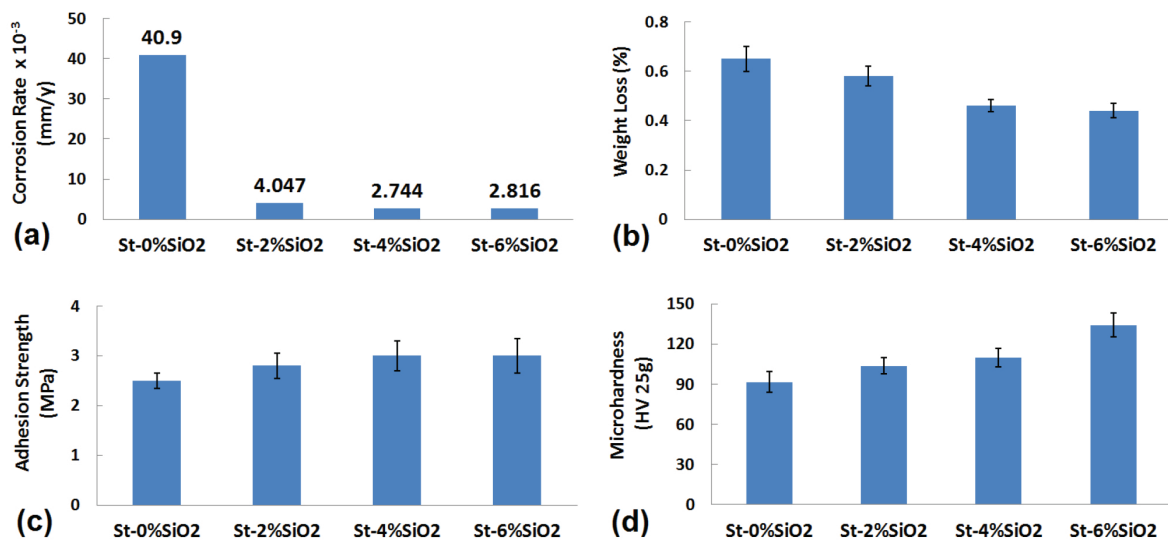 Corrosion Rate x 10⁻³
(mm/y)
50
40
30
20
10
0
40.9
4.047
2.744
2.816
(a)
St-0%SiO2 St-2%SiO2 St-4%SiO2 St-6%SiO2
Weight Loss (%)
0.8
0.6
0.4
0.2
0
(b)
St-0%SiO2 St-2%SiO2 St-4%SiO2 St-6%SiO2
Adhesion Strength
(MPa)
4
3
2
1
0
(c)
St-0%SiO2 St-2%SiO2 St-4%SiO2 St-6%SiO2
Microhardness
(HV 25g)
150
120
90
60
30
0
(d)
St-0%SiO2 St-2%SiO2 St-4%SiO2 St-6%SiO2